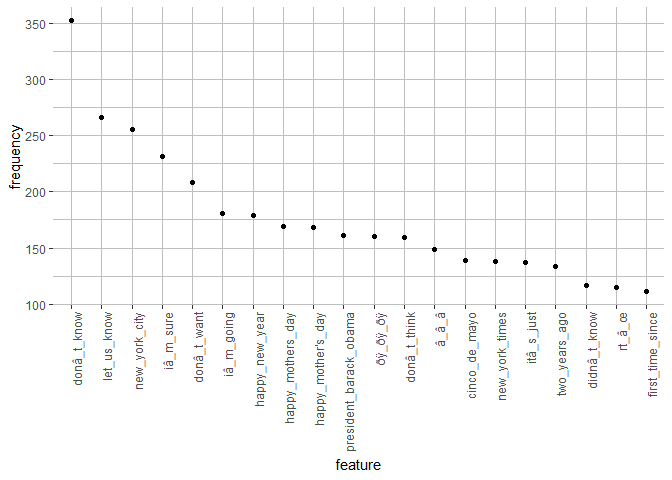 350
300
250
200
150
100
frequency
donâ_t_know
let_us_know
new_york_city
iâ_m_sure
donâ_t_want
iâ_m_going
happy_new_year
happy_mothers_day
happy_mother's_day
president_barack_obama
ðÿ_ðÿ_ðÿ
donâ_t_think
â_â_â
cinco_de_mayo
new_york_times
itâ_s_just
two_years_ago
didnâ_t_know
rt_â_œ
first_time_since
feature